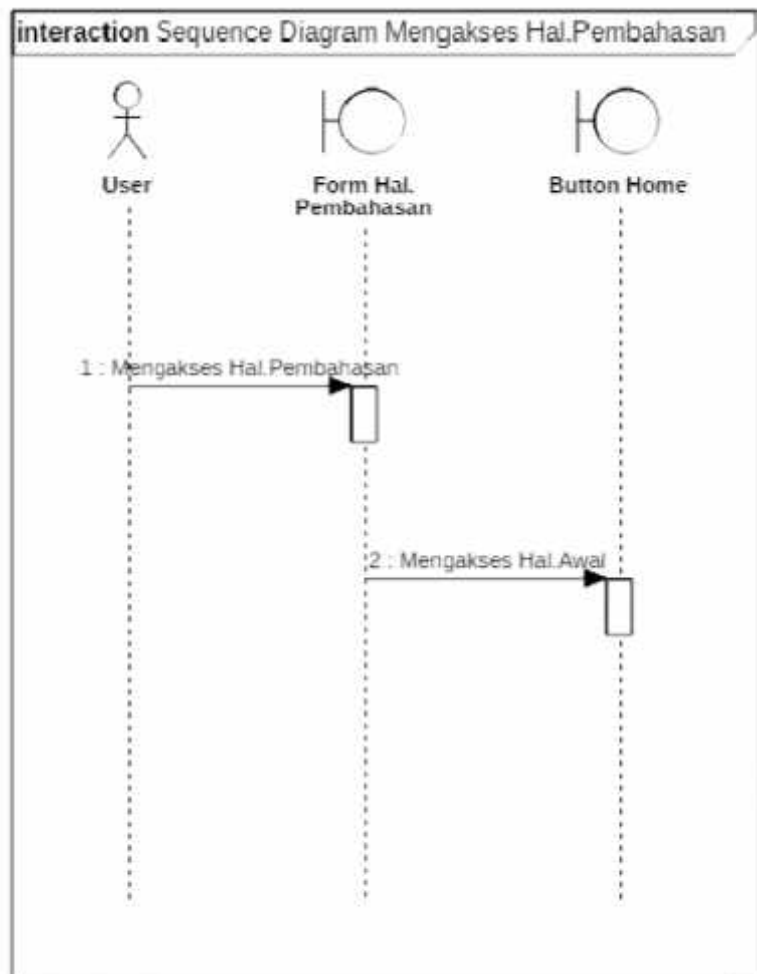 interaction Sequence Diagram Mengakses Hal.Pembahasan
User
Form Hal.
Pembahasan
Button Home
1 : Mengakses Hal.Pembahasan
2 : Mengakses Hal.Awal